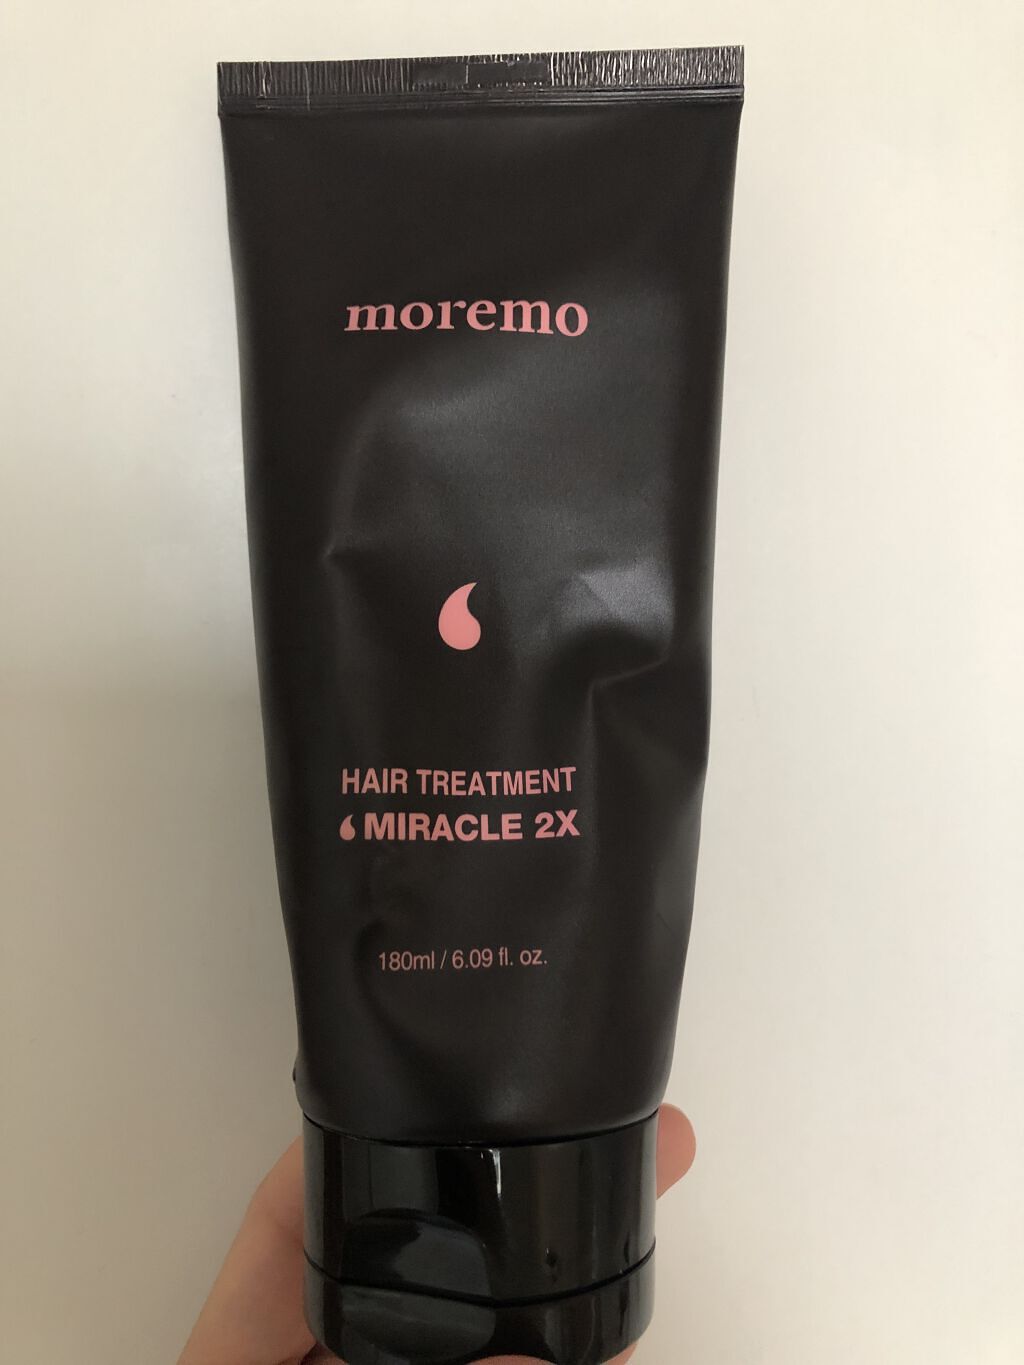 moremo
HAIR TREATMENT
MIRACLE 2X
180ml / 6.09 fl. oz.